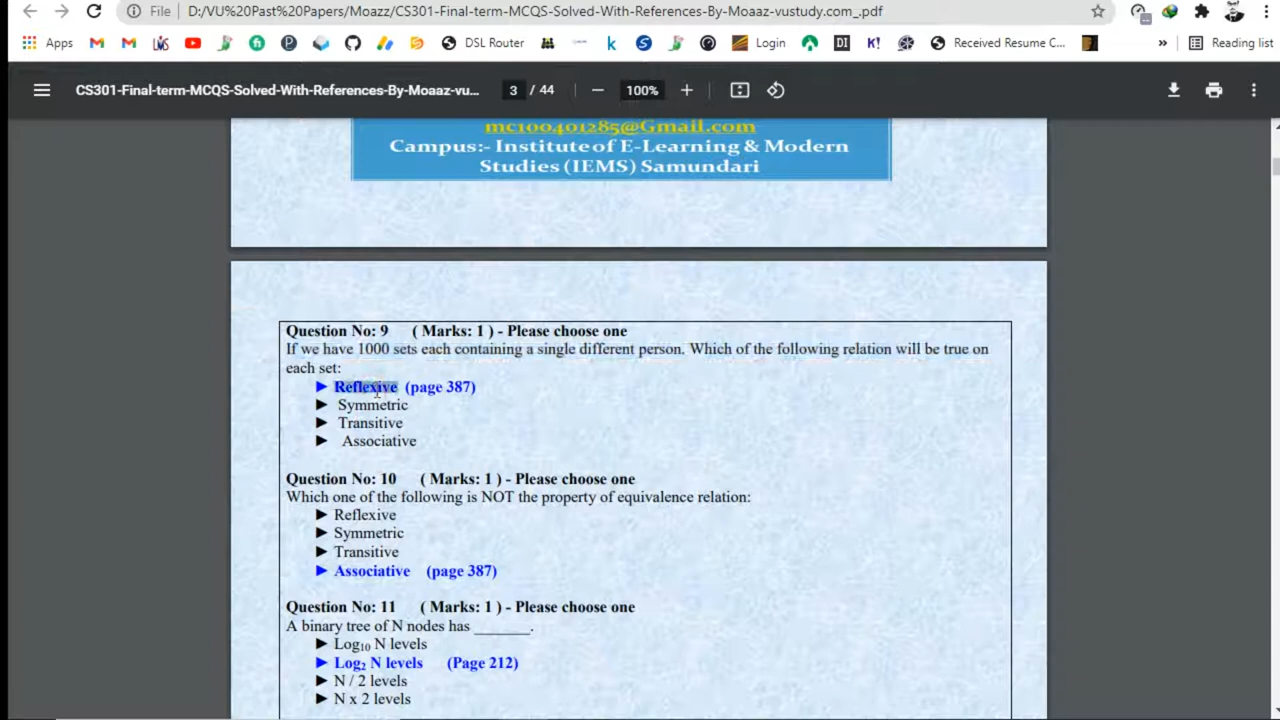 File
D:/VU%20Past%20Papers/Moazz/CS301-Final-term-MCQS-Solved-With-References-By-Moaaz-vustudy.com_.pdf
Apps
DSL Router
Login
Received Resume C...
»
Reading list
CS301-Final-term-MCQS-Solved-With-References-By-Moaaz-vu...
3 / 44
100%
mc100401285@Gmail.com
Campus:- Institute of E-Learning & Modern
Studies (IEMS) Samundari
Question No: 9 ( Marks: 1 ) - Please choose one
If we have 1000 sets each containing a single different person. Which of the following relation will be true on
each set:
► Reflexive (page 387)
► Symmetric
► Transitive
► Associative
Question No: 10 ( Marks: 1 ) - Please choose one
Which one of the following is NOT the property of equivalence relation:
► Reflexive
► Symmetric
► Transitive
► Associative (page 387)
Question No: 11 ( Marks: 1 ) - Please choose one
A binary tree of N nodes has _______.
► Log10 N levels
► Log2 N levels (Page 212)
► N / 2 levels
► N x 2 levels